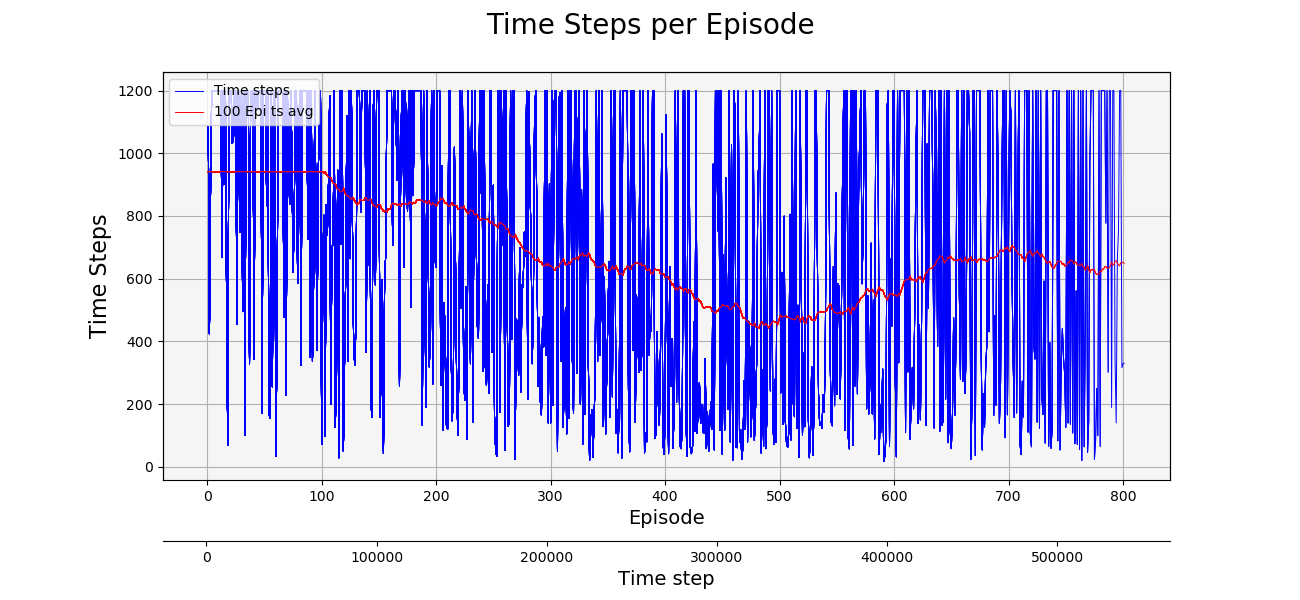 Time Steps per Episode
Time steps
100 Epi ts avg
Time Steps
1200
1000
800
600
400
200
0
0 100 200 300 400 500 600 700 800
Episode
0 100000 200000 300000 400000 500000
Time step